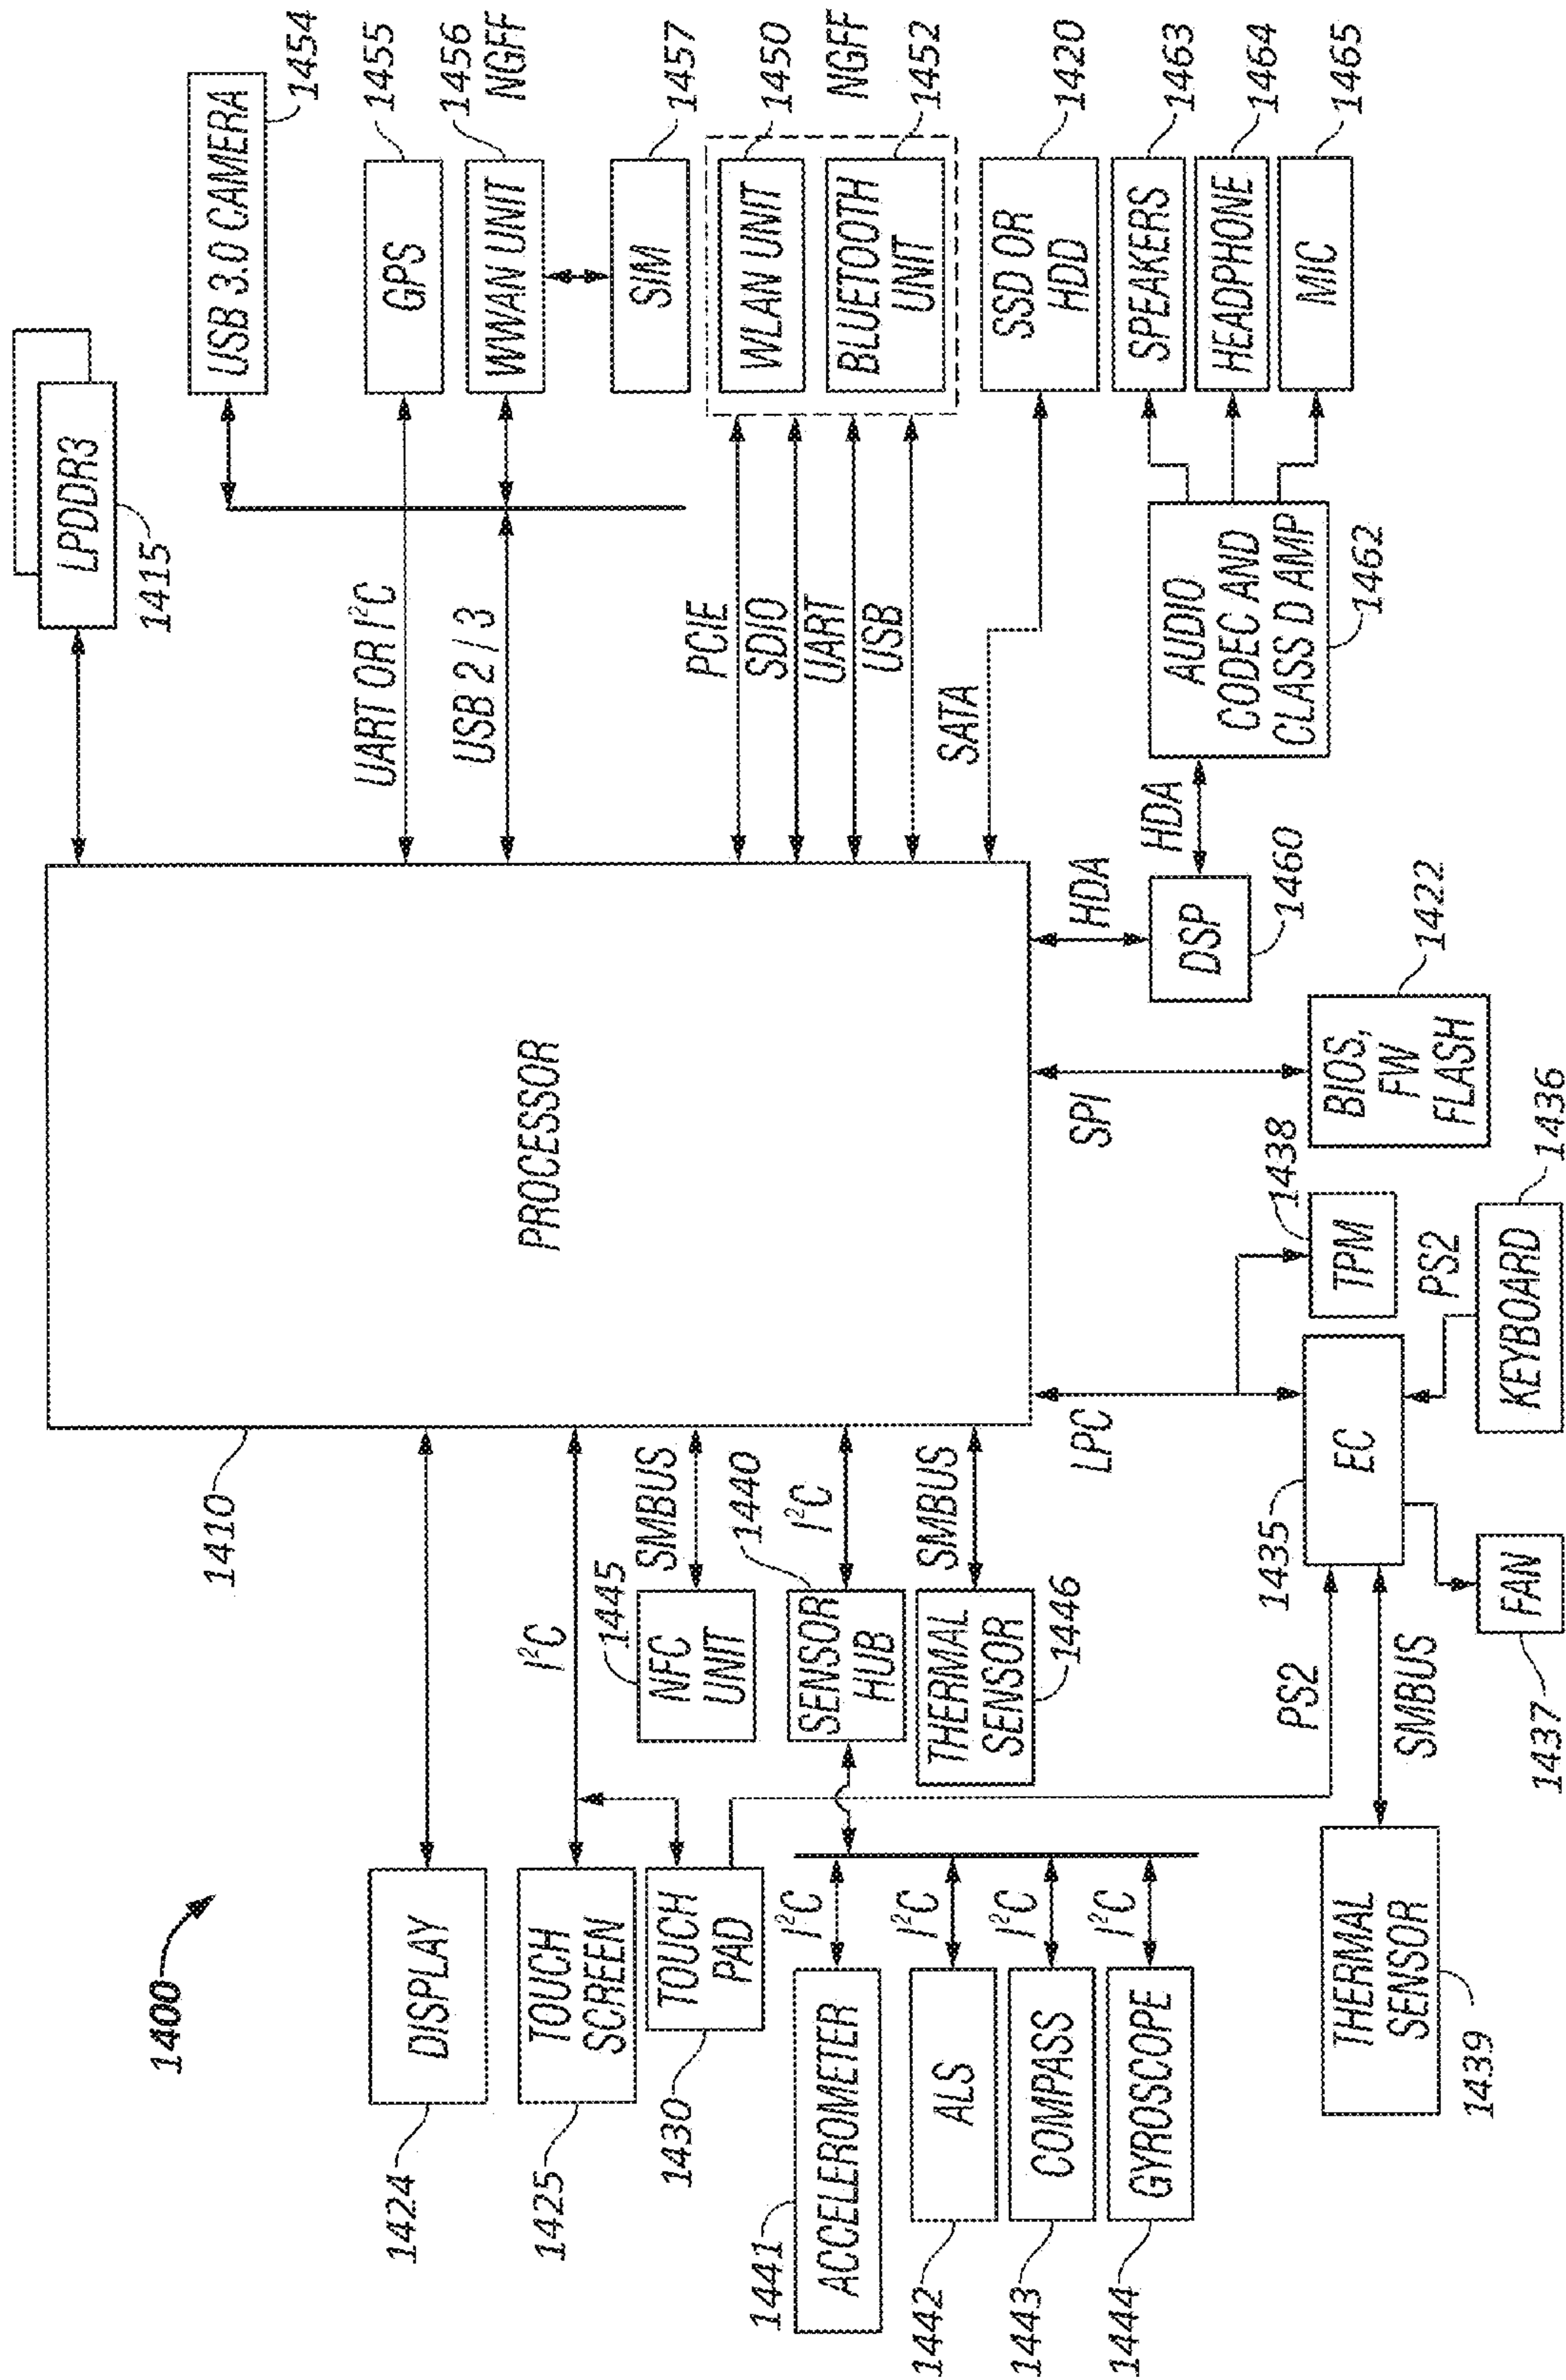 1400
LPDDR3
1415
USB 3.0 CAMERA
1454
1410
PROCESSOR
DISPLAY
1424
UART OR I²C
GPS
1455
USB 2 / 3
WWAN UNIT
1456
NGFF
I²C
TOUCH
SCREEN
1425
SIM
1457
TOUCH
PAD
1430
NFC
UNIT
1445
SMBUS
PCIE
SDIO
UART
USB
WLAN UNIT
1450
NGFF
BLUETOOTH
UNIT
1452
SENSOR
HUB
1440
I²C
THERMAL
SENSOR
1446
SMBUS
SATA
SSD OR
HDD
1420
ACCELEROMETER
1441
I²C
ALS
1442
I²C
COMPASS
1443
I²C
GYROSCOPE
1444
I²C
LPC
SPI
HDA
DSP
1460
HDA
AUDIO
CODEC AND
CLASS D AMP
1462
SPEAKERS
1463
HEADPHONE
1464
MIC
1465
PS2
EC
1435
TPM
1438
BIOS,
FW
FLASH
1422
THERMAL
SENSOR
1439
SMBUS
PS2
FAN
1437
KEYBOARD
1436